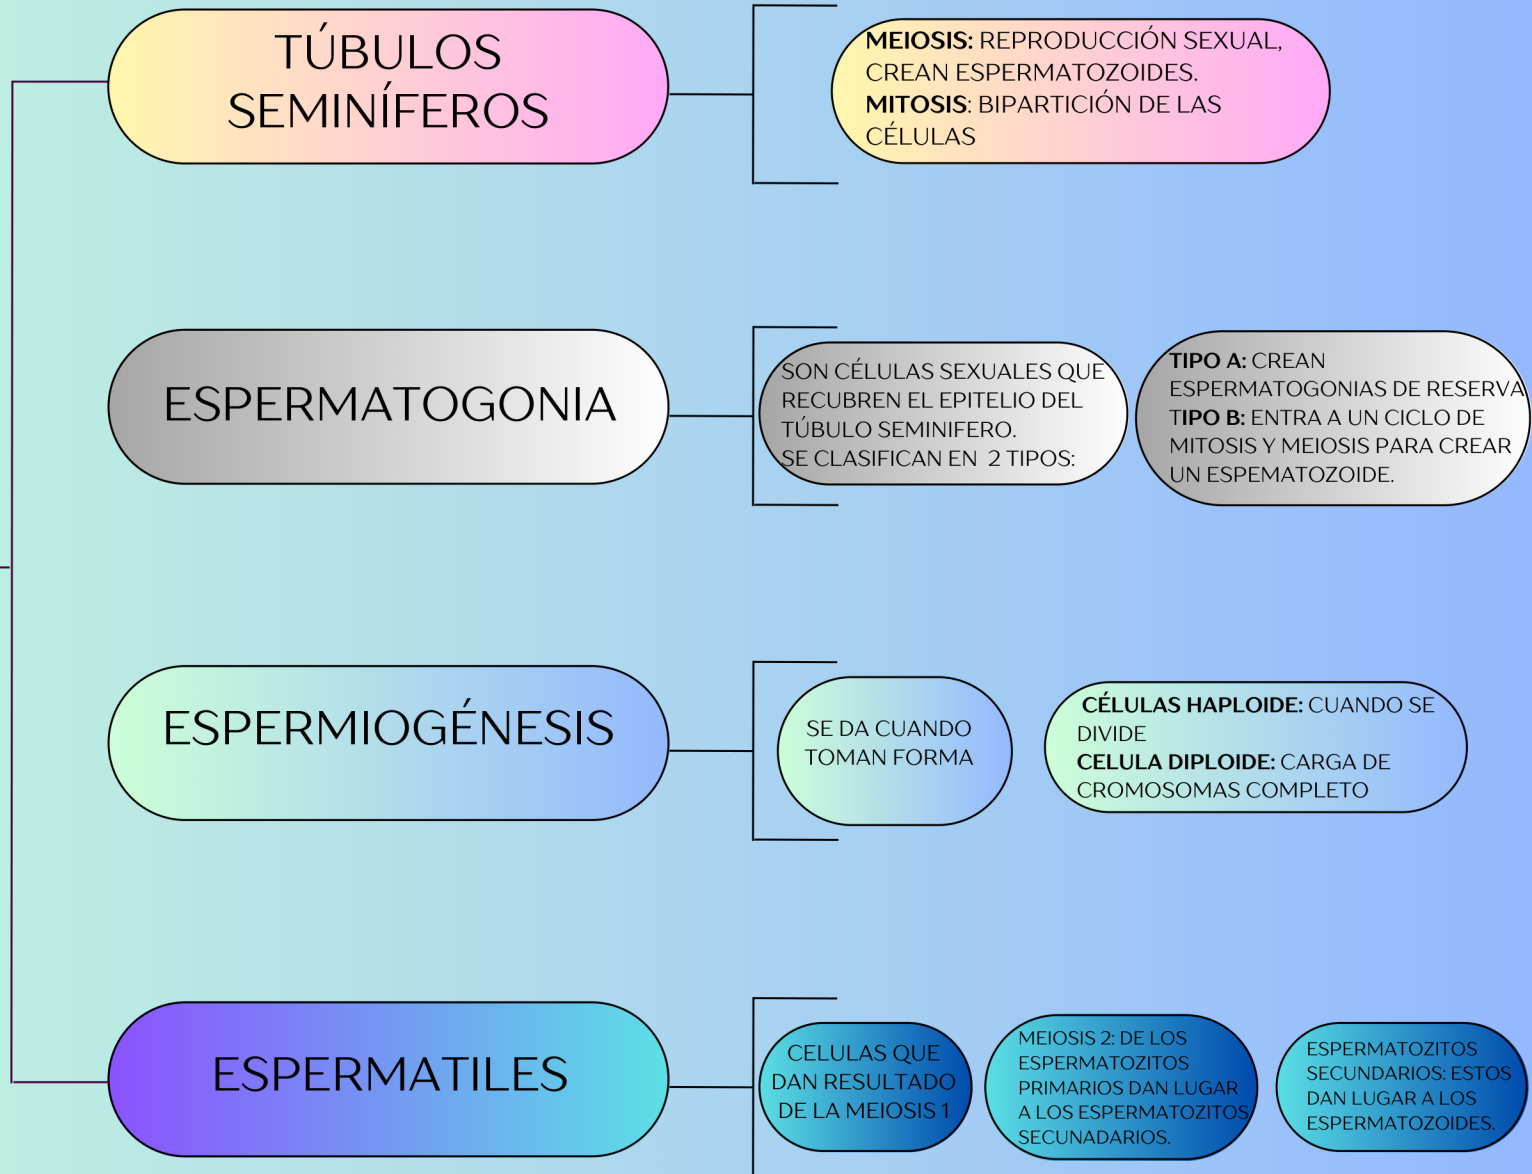 TÚBULOS
SEMINÍFEROS
MEIOSIS: REPRODUCCIÓN SEXUAL,
CREAN ESPERMATOZOIDES.
MITOSIS: BIPARTICIÓN DE LAS
CÉLULAS
ESPERMATOGONIA
SON CÉLULAS SEXUALES QUE
RECUBREN EL EPITELIO DEL
TÚBULO SEMINIFERO.
SE CLASIFICAN EN 2 TIPOS:
TIPO A: CREAN
ESPERMATOGONIAS DE RESERVA
TIPO B: ENTRA A UN CICLO DE
MITOSIS Y MEIOSIS PARA CREAR
UN ESPEMATOZOIDE.
ESPERMIOGÉNESIS
SE DA CUANDO
TOMAN FORMA
CÉLULAS HAPLOIDE: CUANDO SE
DIVIDE
CELULA DIPLOIDE: CARGA DE
CROMOSOMAS COMPLETO
ESPERMATILES
CELULAS QUE
DAN RESULTADO
DE LA MEIOSIS 1
MEIOSIS 2: DE LOS
ESPERMATOZITOS
PRIMARIOS DAN LUGAR
A LOS ESPERMATOZITOS
SECUNADARIOS.
ESPERMATOZITOS
SECUNDARIOS: ESTOS
DAN LUGAR A LOS
ESPERMATOZOIDES.